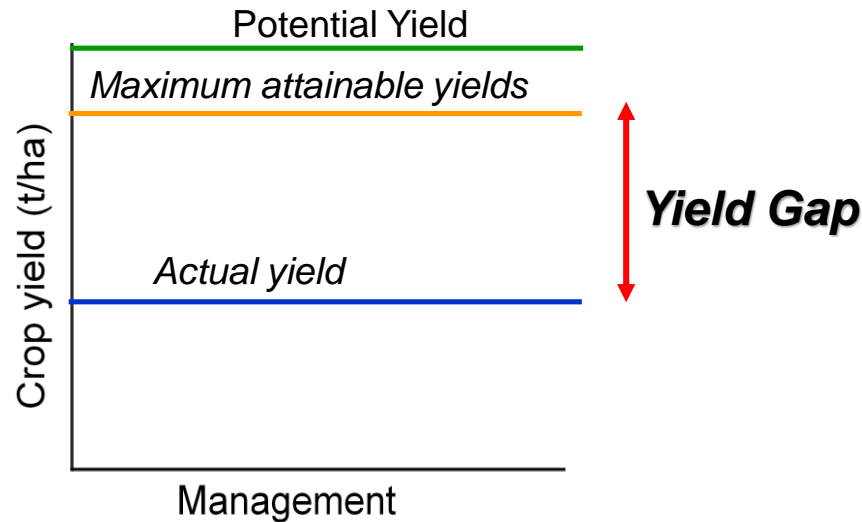 Potential Yield
Maximum attainable yields
Yield Gap
Actual yield
Crop yield (t/ha)
Management